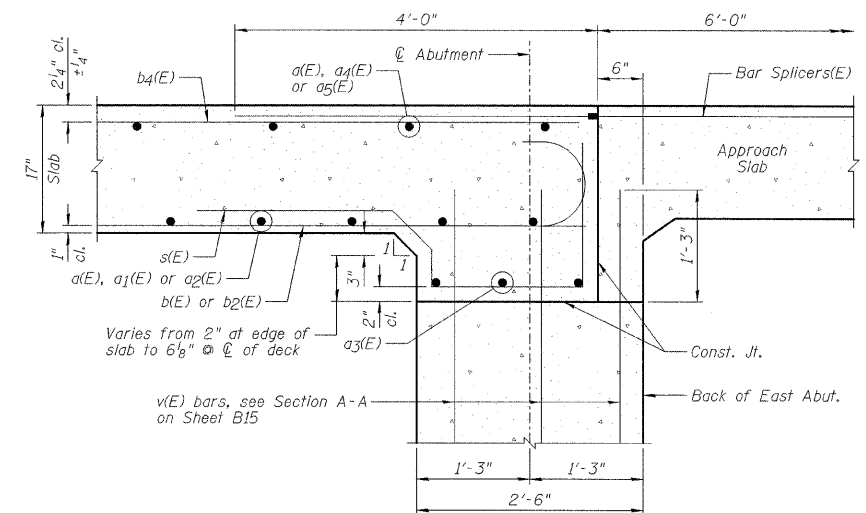 4'-0"
6'-0"
℄ Abutment
6"
2¼" cl.
±¼"
b4(E)
a(E), a4(E)
or a5(E)
Bar Splicers(E)
17"
Slab
Approach
Slab
1"
cl.
s(E)
a(E), a1(E) or a2(E)
b(E) or b2(E)
1
1
3"
2"
cl.
1'-3"
Varies from 2" at edge of
slab to 6⅛" @ ℄ of deck
a3(E)
Const. Jt.
v(E) bars, see Section A-A
on Sheet B15
Back of East Abut.
1'-3"
1'-3"
2'-6"